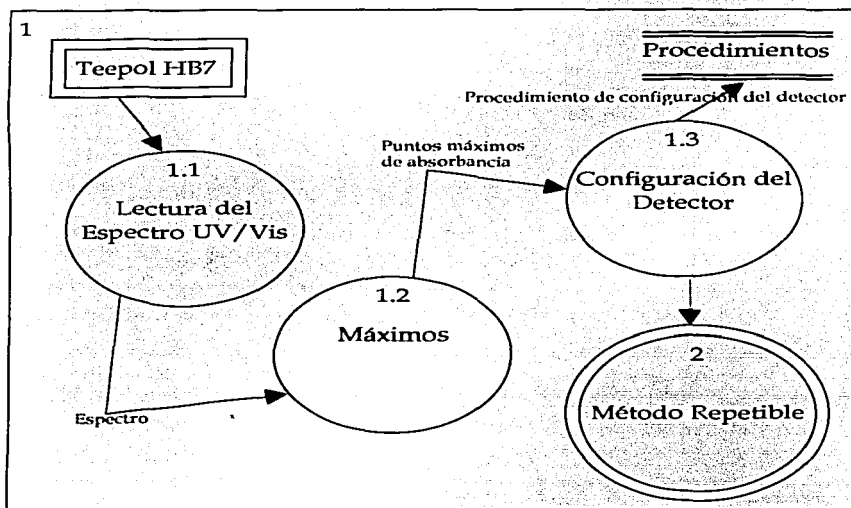 1
Teepol HB7
Procedimientos
Procedimiento de configuración del detector
1.1
Lectura del
Espectro UV/Vis
Puntos máximos
de absorbancia
1.3
Configuración del
Detector
1.2
Máximos
Espectro
2
Método Repetible